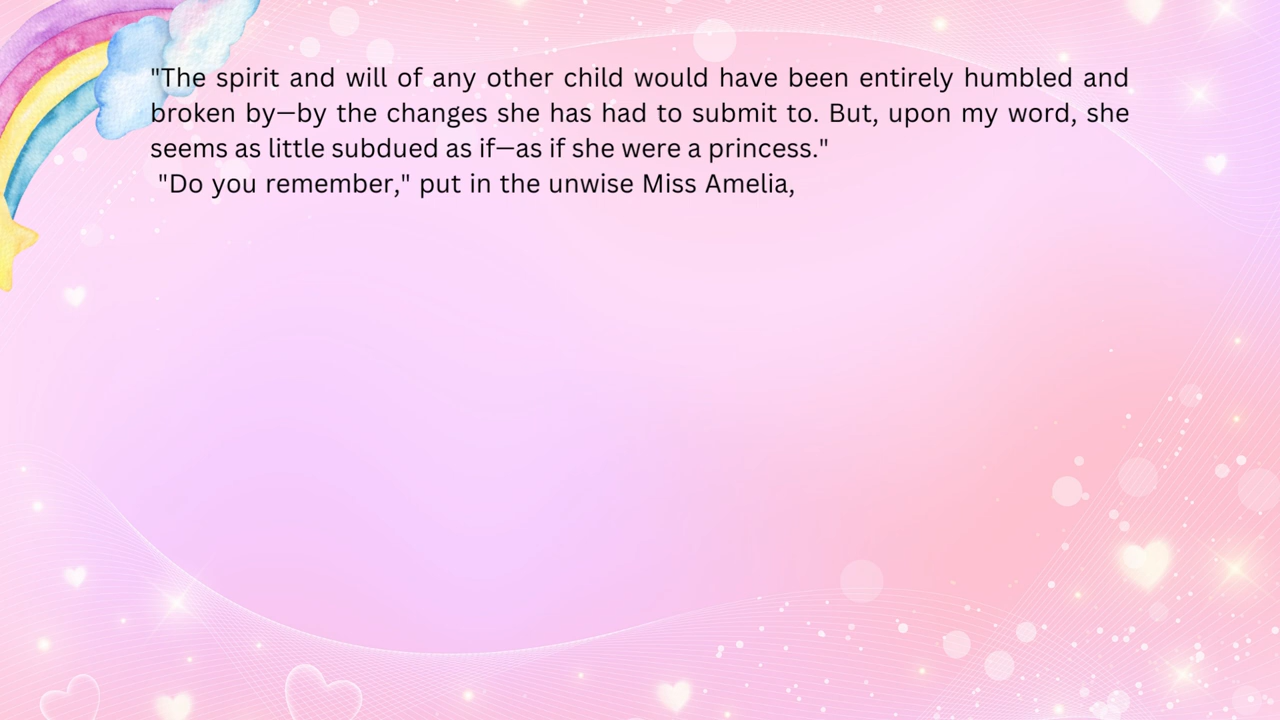 "The spirit and will of any other child would have been entirely humbled and
broken by—by the changes she has had to submit to. But, upon my word, she
seems as little subdued as if—as if she were a princess."
"Do you remember," put in the unwise Miss Amelia,